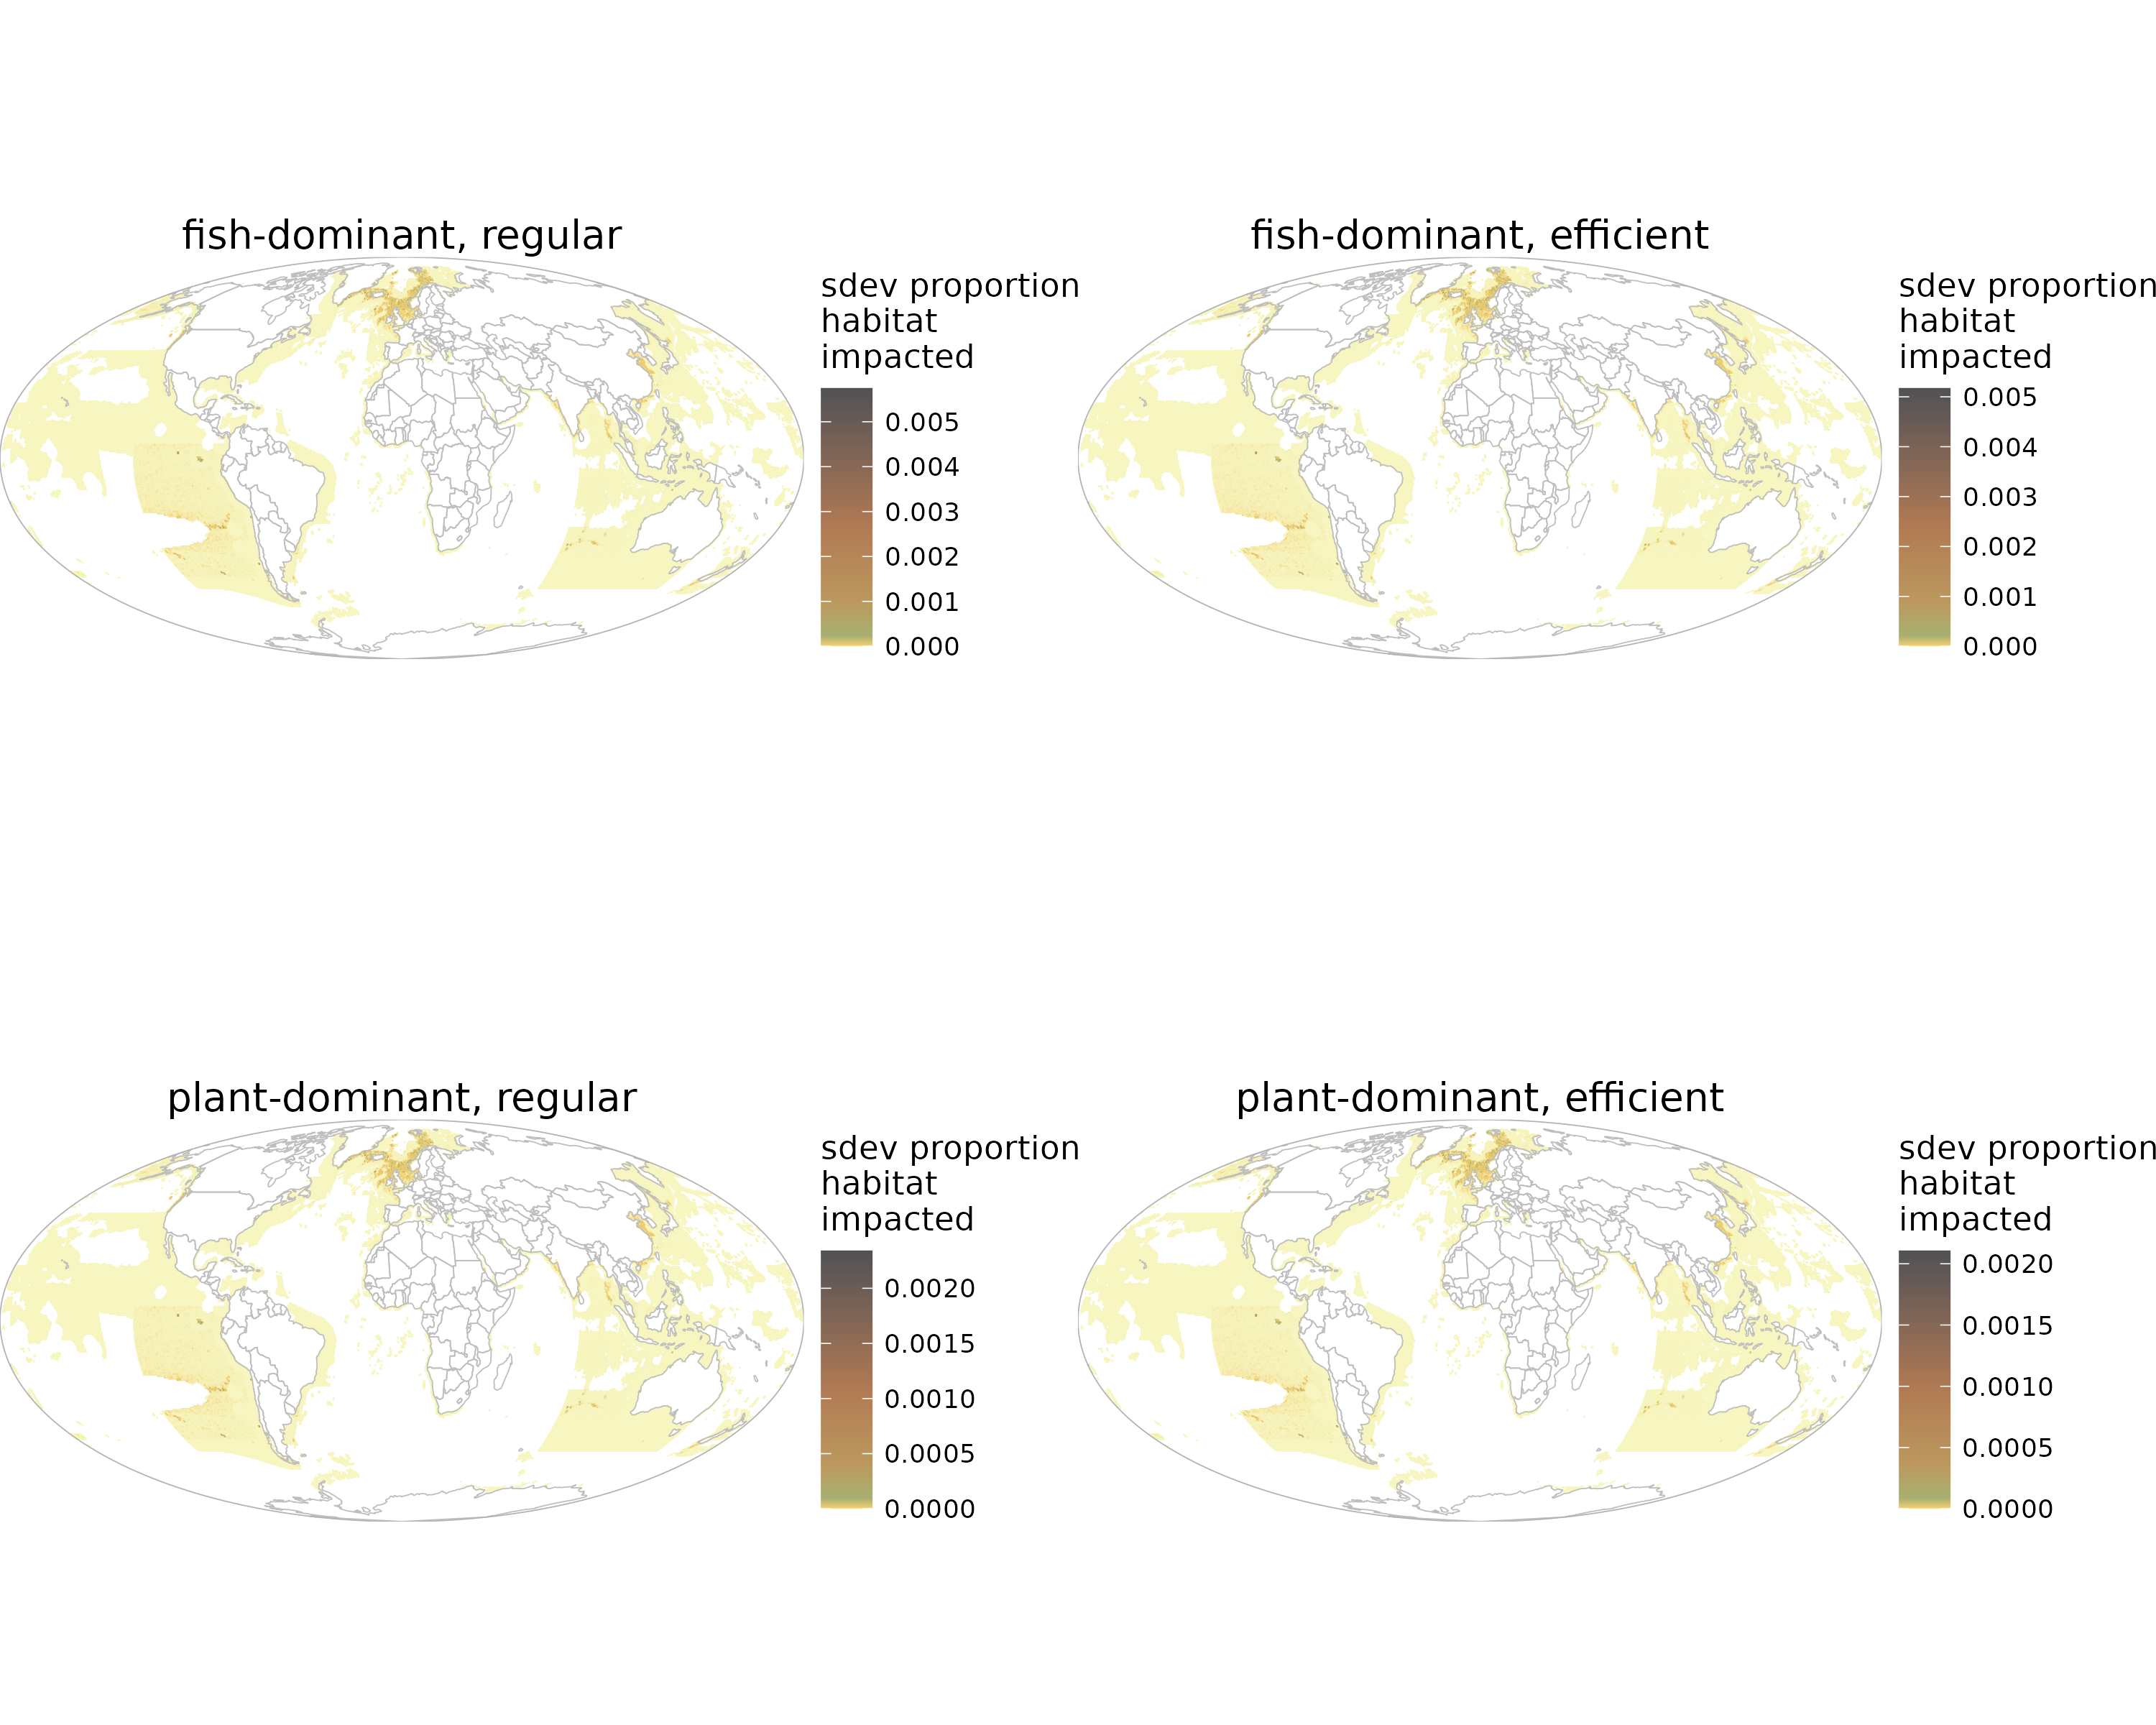 fish-dominant, regular
sdev proportion
habitat
impacted
0.005
0.004
0.003
0.002
0.001
0.000
fish-dominant, efficient
sdev proportion
habitat
impacted
0.005
0.004
0.003
0.002
0.001
0.000
plant-dominant, regular
sdev proportion
habitat
impacted
0.0020
0.0015
0.0010
0.0005
0.0000
plant-dominant, efficient
sdev proportion
habitat
impacted
0.0020
0.0015
0.0010
0.0005
0.0000